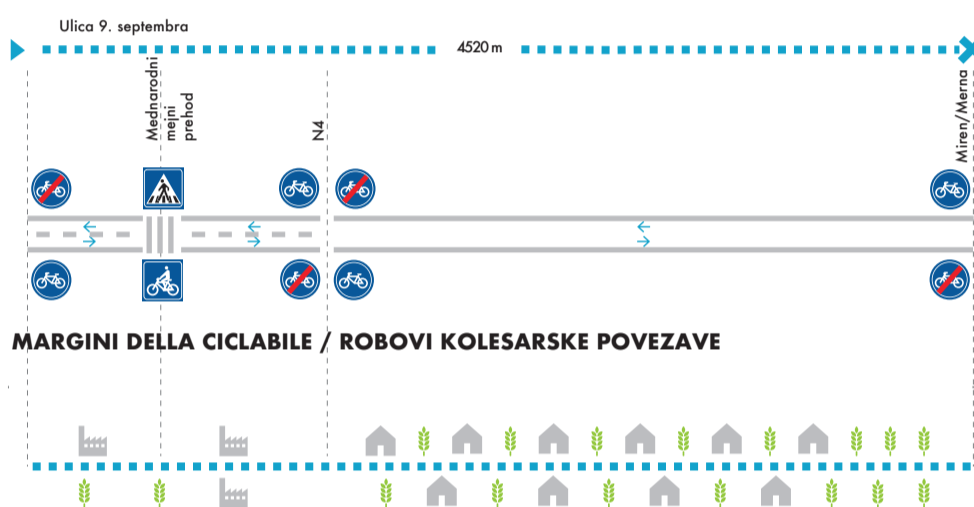 Ulica 9. septembra
4520 m
Mednarodni
mejni
prehod
N4
Miren/Merna
MARGINI DELLA CICLABILE / ROBOVI KOLESARSKE POVEZAVE